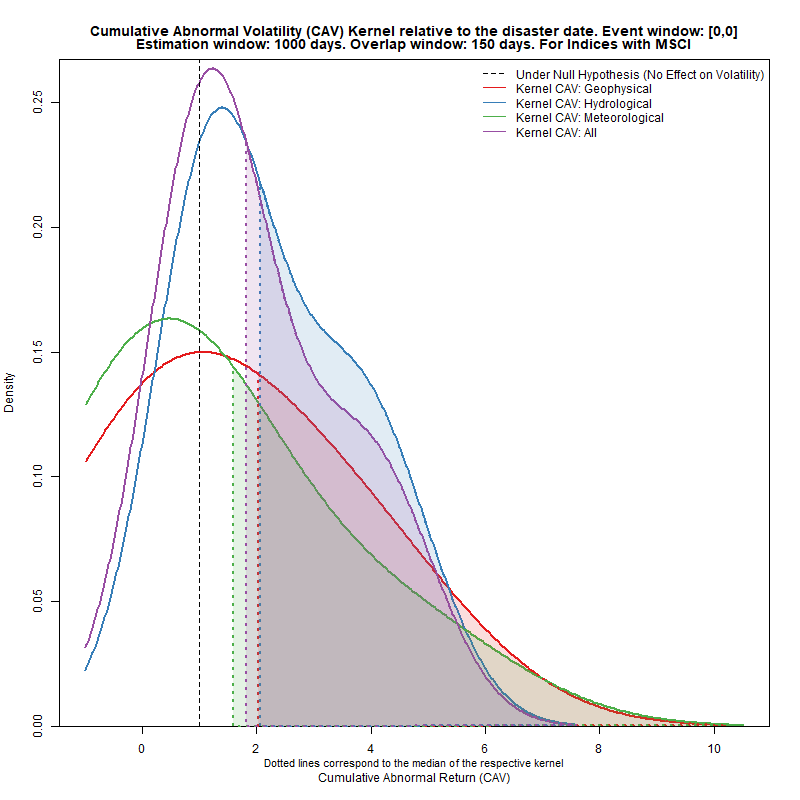 Cumulative Abnormal Volatility (CAV) Kernel relative to the disaster date. Event window: [0,0]
Estimation window: 1000 days. Overlap window: 150 days. For Indices with MSCI
Under Null Hypothesis (No Effect on Volatility)
Kernel CAV: Geophysical
Kernel CAV: Hydrological
Kernel CAV: Meteorological
Kernel CAV: All
Density
0.25
0.20
0.15
0.10
0.05
0.00
0 2 4 6 8 10
Dotted lines correspond to the median of the respective kernel
Cumulative Abnormal Return (CAV)